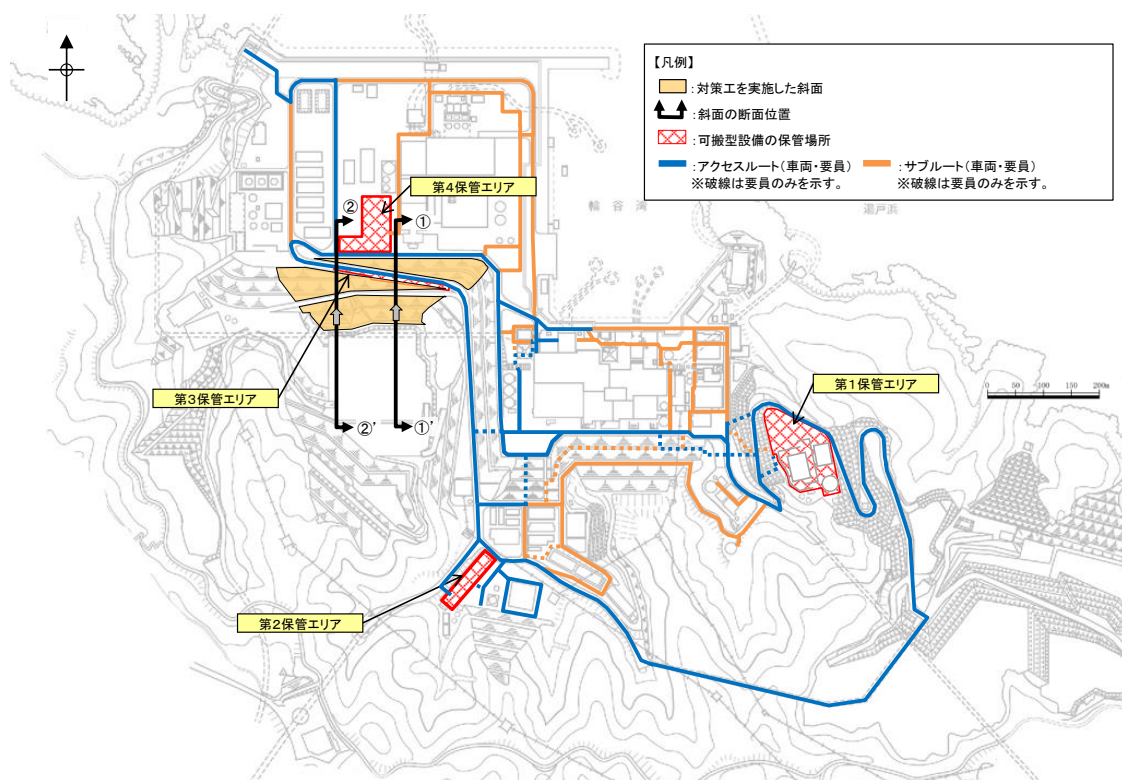 【凡例】
:対策工を実施した斜面
:斜面の断面位置
:可搬型設備の保管場所
:アクセスルート(車両・要員)
※破線は要員のみを示す。
:サブルート(車両・要員)
※破線は要員のみを示す。
第4保管エリア
輪谷湾
湯戸浜
②
①
第3保管エリア
第1保管エリア
0 50 100 150 200m
②'
①'
第2保管エリア